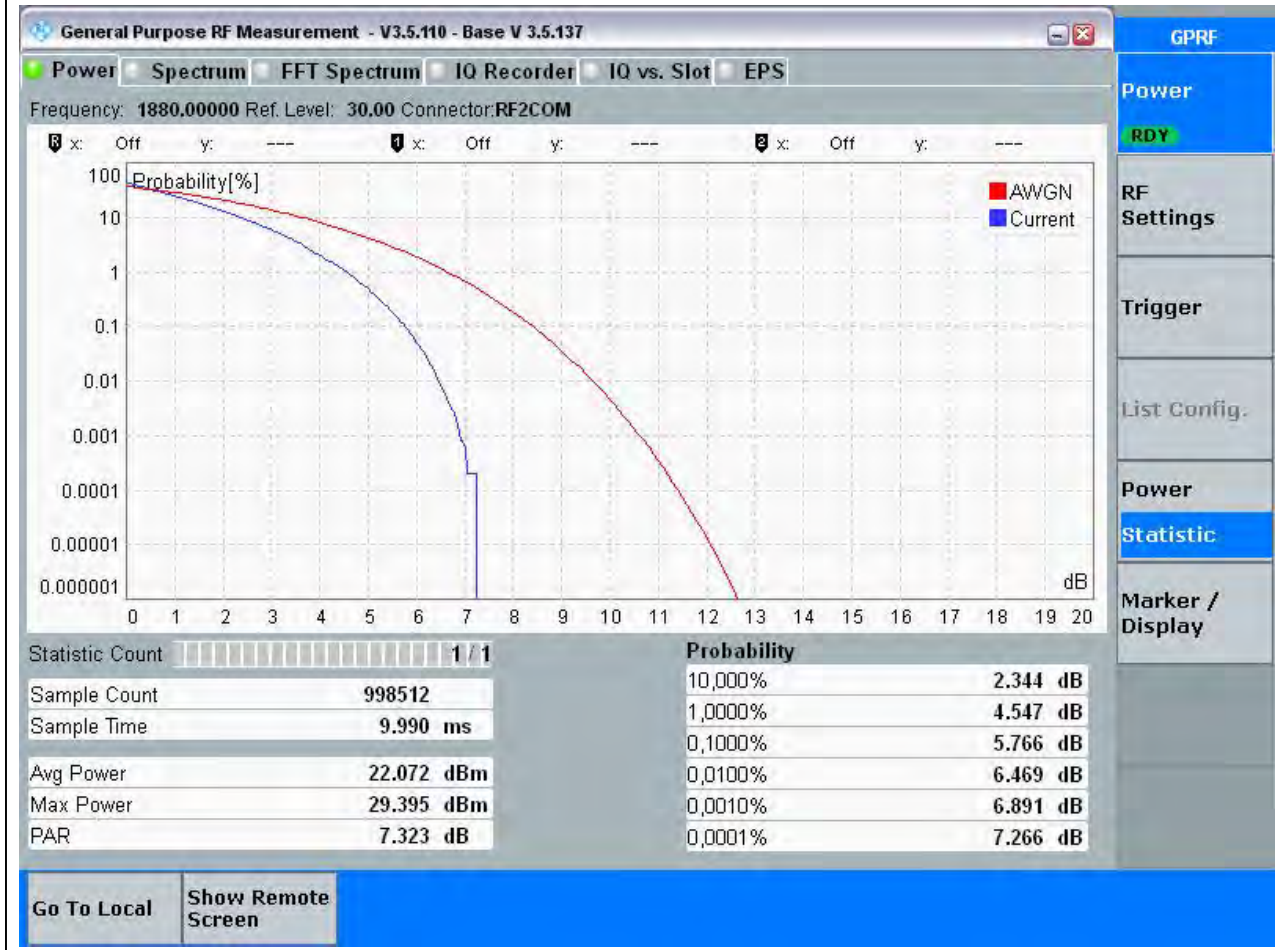 General Purpose RF Measurement - V3.5.110 - Base V 3.5.137
Power Spectrum FFT Spectrum IQ Recorder IQ vs. Slot EPS
Frequency: 1880.00000 Ref. Level: 30.00 Connector:RF2COM
R x: Off y: --- 1 x: Off y: --- 2 x: Off y: ---
Probability[%]
AWGN
Current
100
10
1
0.1
0.01
0.001
0.0001
0.00001
0.000001
dB
0 1 2 3 4 5 6 7 8 9 10 11 12 13 14 15 16 17 18 19 20
Statistic Count 1 / 1
Sample Count 998512
Sample Time 9.990 ms
Avg Power 22.072 dBm
Max Power 29.395 dBm
PAR 7.323 dB
Probability
10,000% 2.344 dB
1,0000% 4.547 dB
0,1000% 5.766 dB
0,0100% 6.469 dB
0,0010% 6.891 dB
0,0001% 7.266 dB
GPRF
Power
RDY
RF
Settings
Trigger
List Config.
Power
Statistic
Marker /
Display
Go To Local
Show Remote
Screen